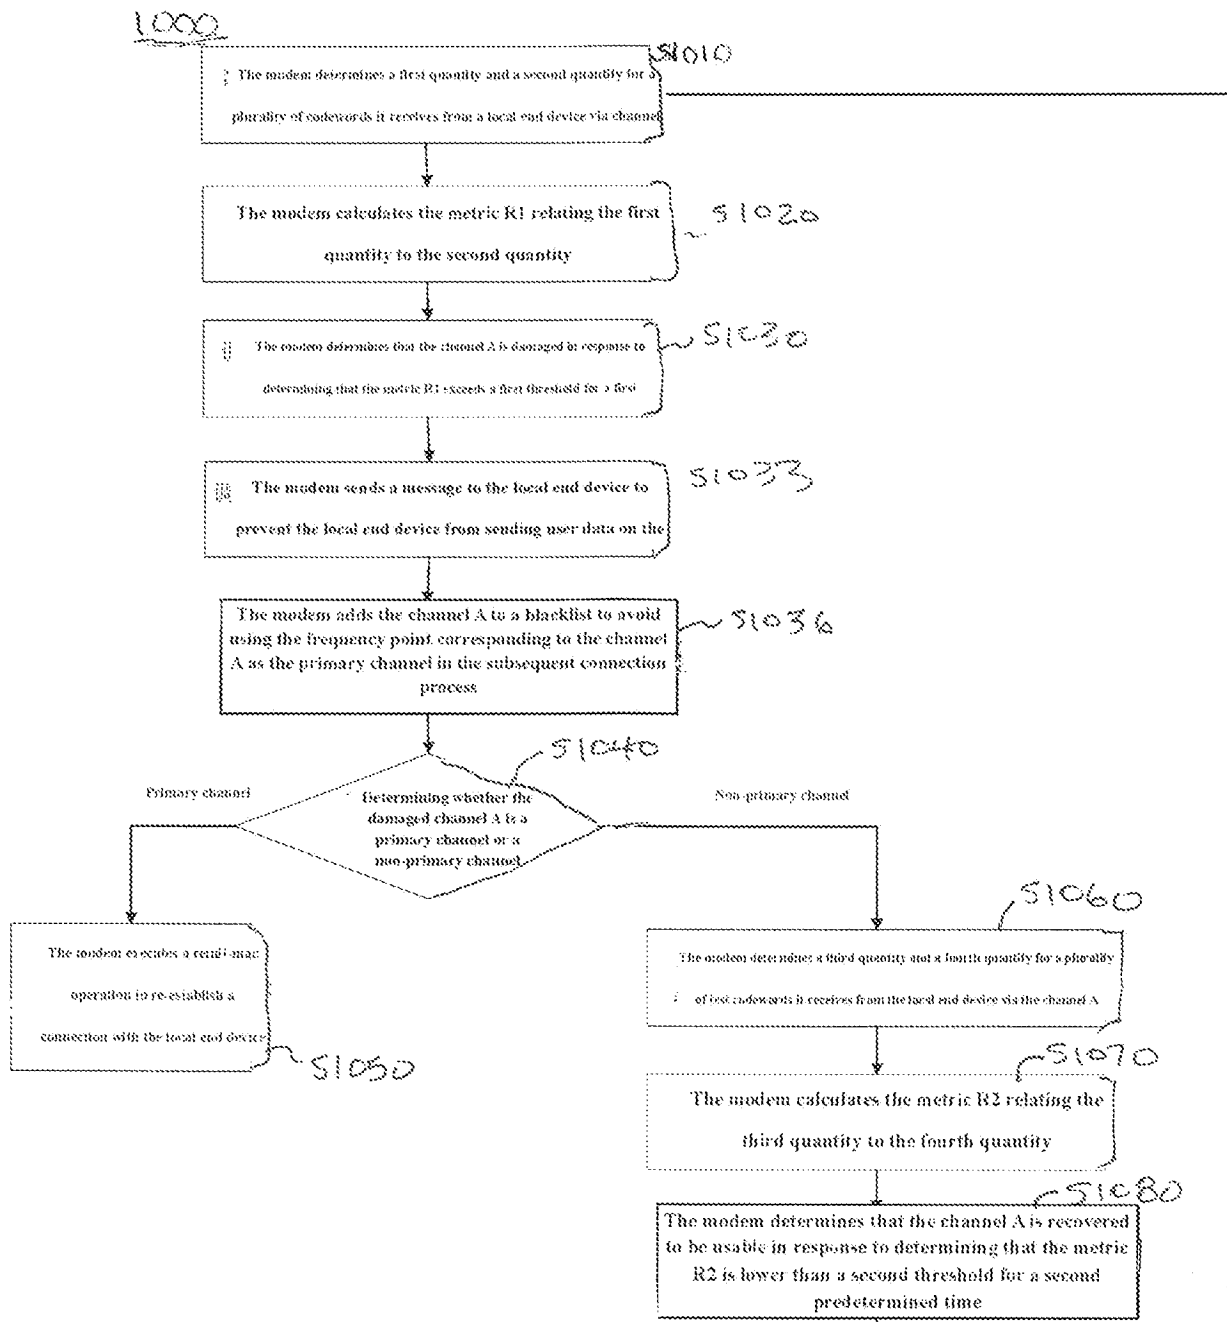 1000
S1010
The modem determines a first quantity and a second quantity for a
plurality of codewords it receives from a local end device via channel
The modem calculates the metric R1 relating the first
quantity to the second quantity
S1020
The modem determines that the channel A is damaged in response to
determining that the metric R1 exceeds a first threshold for a first
S1030
The modem sends a message to the local end device to
prevent the local end device from sending user data on the
S1033
The modem adds the channel A to a blacklist to avoid
using the frequency point corresponding to the channel
A as the primary channel in the subsequent connection
process
S1036
S1040
Primary channel
Determining whether the
damaged channel A is a
primary channel or a
non-primary channel
Non-primary channel
The modem executes a reinit-mac
operation to re-establish a
connection with the local end device
S1050
S1060
The modem determines a third quantity and a fourth quantity for a plurality
of test codewords it receives from the local end device via the channel A
S1070
The modem calculates the metric R2 relating the
third quantity to the fourth quantity
S1080
The modem determines that the channel A is recovered
to be usable in response to determining that the metric
R2 is lower than a second threshold for a second
predetermined time